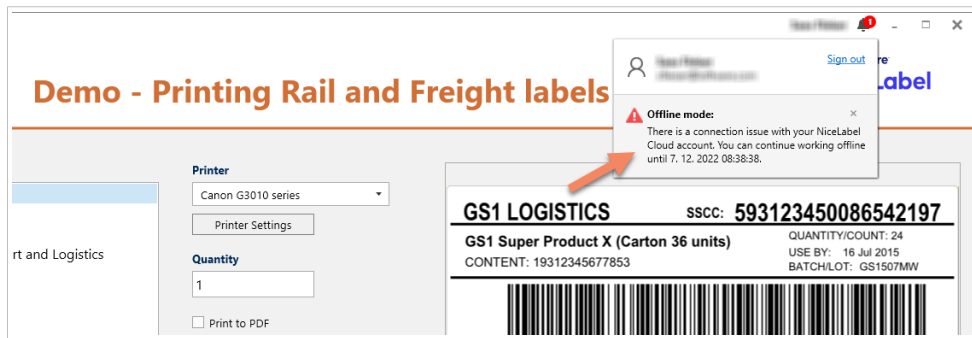 1
Sign out
re
Label
Demo - Printing Rail and Freight labels
Offline mode:
There is a connection issue with your NiceLabel
Cloud account. You can continue working offline
until 7. 12. 2022 08:38:38.
rt and Logistics
Printer
Canon G3010 series
Printer Settings
Quantity
1
Print to PDF
GS1 LOGISTICS
SSCC: 593123450086542197
GS1 Super Product X (Carton 36 units)
CONTENT: 19312345677853
QUANTITY/COUNT: 24
USE BY: 16 Jul 2015
BATCH/LOT: GS1507MW